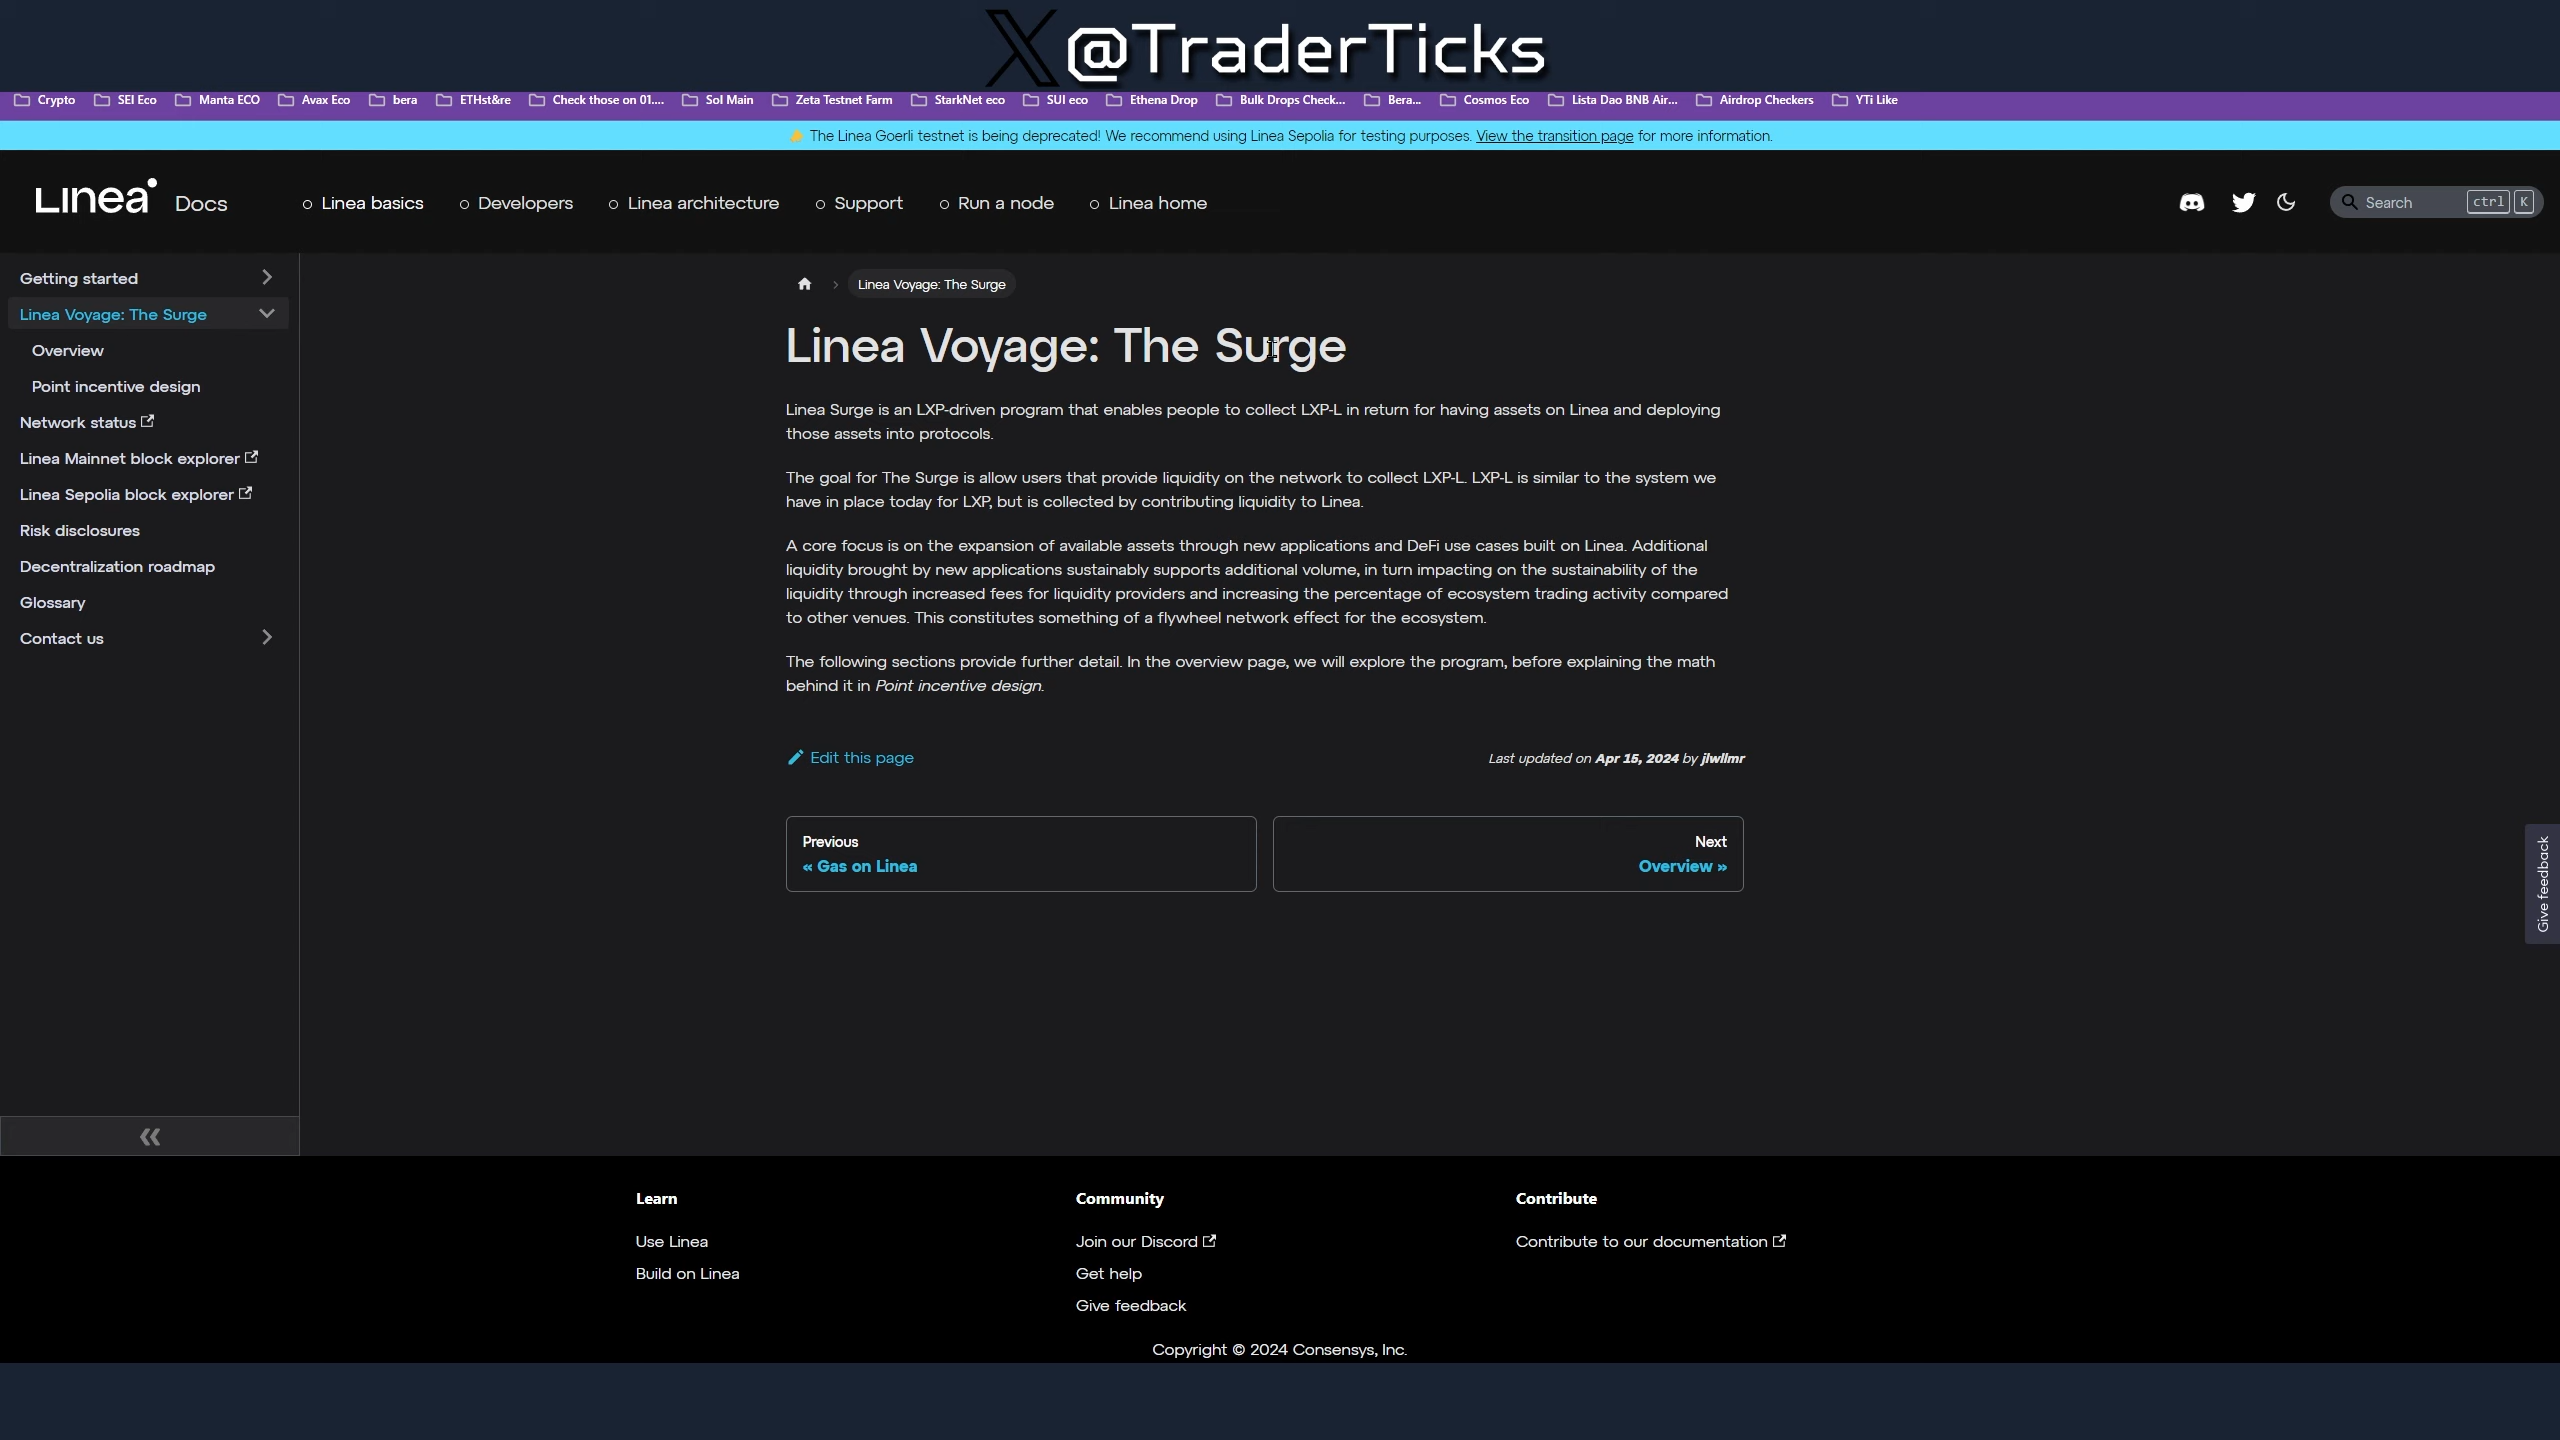 X@TraderTicks
Crypto SEI Eco Manta ECO Avax Eco bera ETHst&re Check those on 01.... Sol Main Zeta Testnet Farm StarkNet eco SUI eco Ethena Drop Bulk Drops Check... Bera... Cosmos Eco Lista Dao BNB Air... Airdrop Checkers YTi Like
The Linea Goerli testnet is being deprecated! We recommend using Linea Sepolia for testing purposes. View the transition page for more information.
Linea Docs Linea basics Developers Linea architecture Support Run a node Linea home Search ctrl K
Getting started
Linea Voyage: The Surge
Overview
Point incentive design
Network status
Linea Mainnet block explorer
Linea Sepolia block explorer
Risk disclosures
Decentralization roadmap
Glossary
Contact us
Linea Voyage: The Surge
Linea Voyage: The Surge
Linea Surge is an LXP-driven program that enables people to collect LXP-L in return for having assets on Linea and deploying
those assets into protocols.
The goal for The Surge is allow users that provide liquidity on the network to collect LXP-L. LXP-L is similar to the system we
have in place today for LXP, but is collected by contributing liquidity to Linea.
A core focus is on the expansion of available assets through new applications and DeFi use cases built on Linea. Additional
liquidity brought by new applications sustainably supports additional volume, in turn impacting on the sustainability of the
liquidity through increased fees for liquidity providers and increasing the percentage of ecosystem trading activity compared
to other venues. This constitutes something of a flywheel network effect for the ecosystem.
The following sections provide further detail. In the overview page, we will explore the program, before explaining the math
behind it in Point incentive design.
Edit this page
Last updated on Apr 15, 2024 by jlwllmr
Previous
« Gas on Linea
Next
Overview »
Give feedback
Learn
Use Linea
Build on Linea
Community
Join our Discord
Get help
Give feedback
Contribute
Contribute to our documentation
Copyright © 2024 Consensys, Inc.